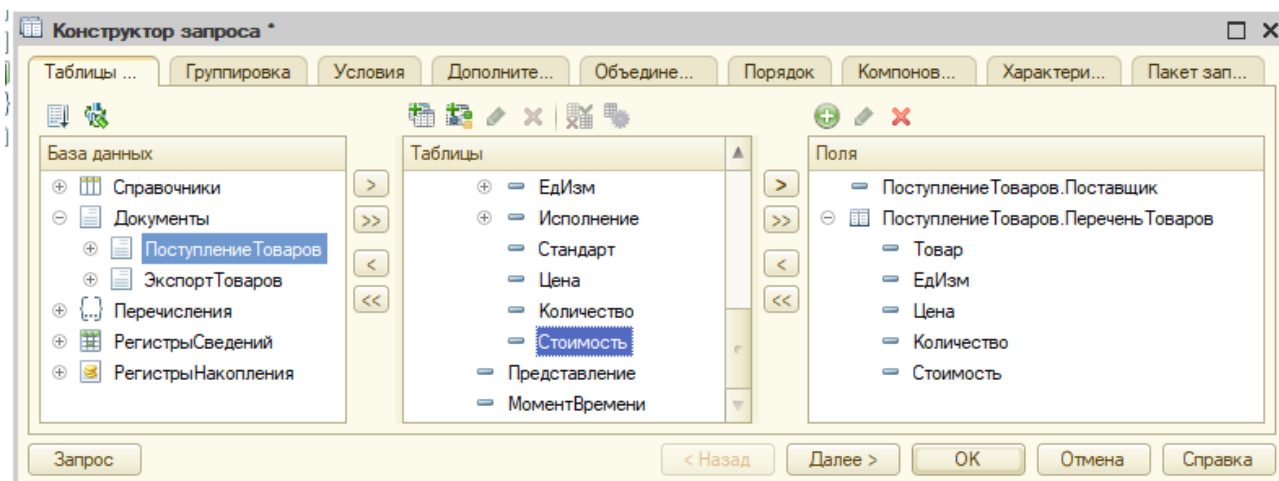 Конструктор запроса *
Таблицы ... Группировка Условия Дополните... Объедине... Порядок Компонов... Характери... Пакет зап...
База данных
Справочники
Документы
ПоступлениеТоваров
ЭкспортТоваров
Перечисления
РегистрыСведений
РегистрыНакопления
>
>>
<
<<
Таблицы
ЕдИзм
Исполнение
Стандарт
Цена
Количество
Стоимость
Представление
МоментВремени
>
>>
<
<<
Поля
ПоступлениеТоваров.Поставщик
ПоступлениеТоваров.ПереченьТоваров
Товар
ЕдИзм
Цена
Количество
Стоимость
Запрос < Назад Далее > OK Отмена Справка